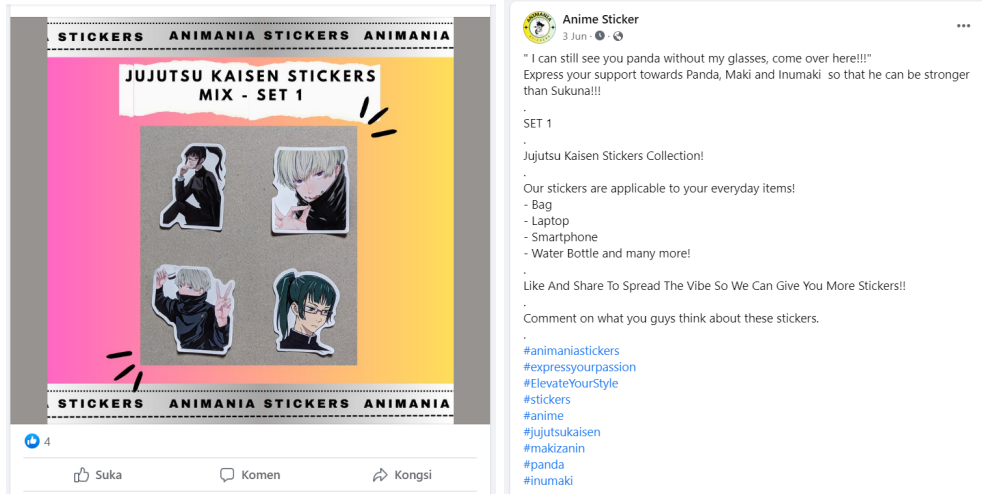 STICKERS ANIMANIA STICKERS ANIMANIA
JUJUTSU KAISEN STICKERS
MIX - SET 1
STICKERS ANIMANIA STICKERS ANIMANIA
4
Suka Komen Kongsi
Anime Sticker
3 Jun
" I can still see you panda without my glasses, come over here!!!"
Express your support towards Panda, Maki and Inumaki so that he can be stronger
than Sukuna!!!
.
SET 1
.
Jujutsu Kaisen Stickers Collection!
.
Our stickers are applicable to your everyday items!
- Bag
- Laptop
- Smartphone
- Water Bottle and many more!
.
Like And Share To Spread The Vibe So We Can Give You More Stickers!!
.
Comment on what you guys think about these stickers.
.
#animaniastickers
#expressyourpassion
#ElevateYourStyle
#stickers
#anime
#jujutsukaisen
#makizanin
#panda
#inumaki